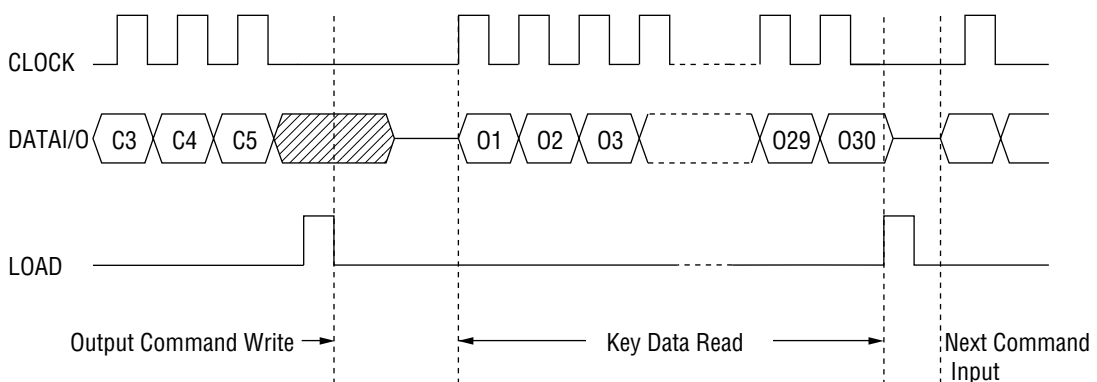 CLOCK
DATAI/O C3 C4 C5 O1 O2 O3 O29 O30
LOAD
Output Command Write Key Data Read Next Command
Input